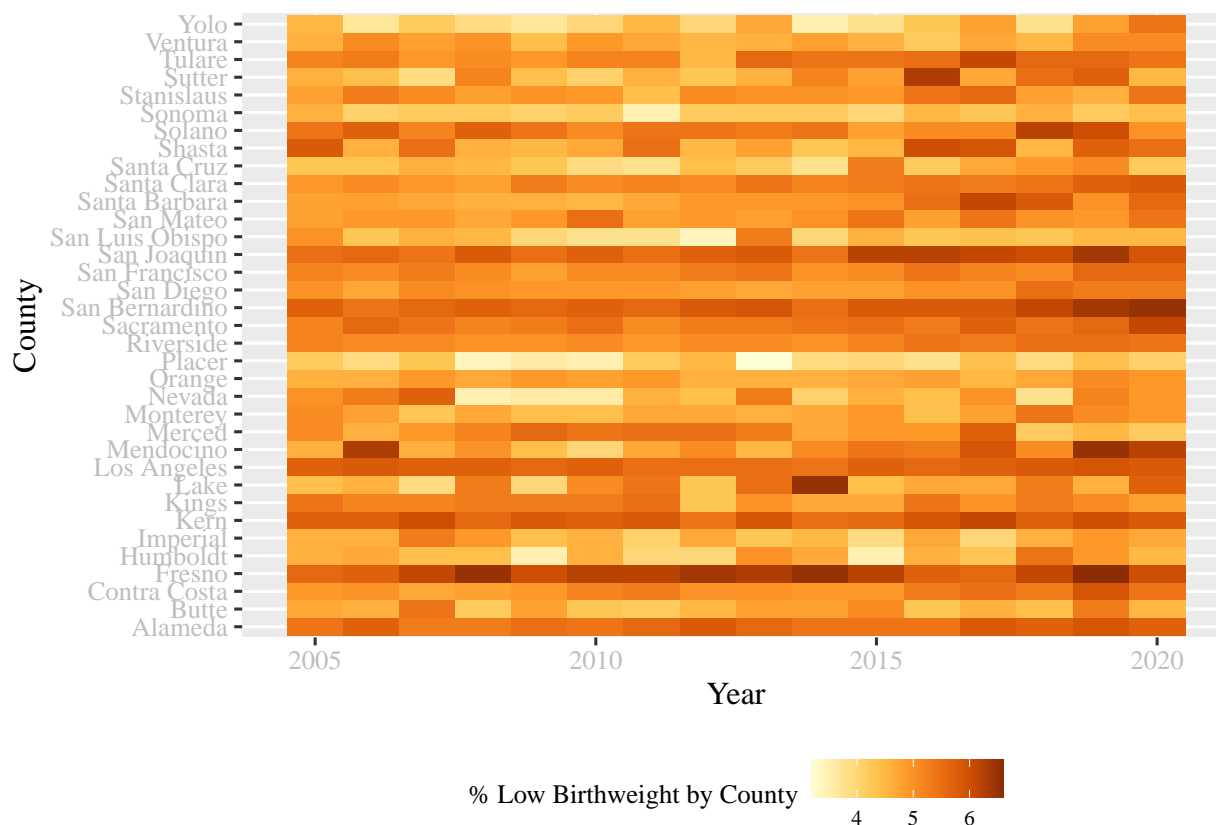 Yolo
Ventura
Tulare
Sutter
Stanislaus
Sonoma
Solano
Shasta
Santa Cruz
Santa Clara
Santa Barbara
San Mateo
San Luis Obispo
San Joaquin
San Francisco
San Diego
San Bernardino
Sacramento
Riverside
Placer
Orange
Nevada
Monterey
Merced
Mendocino
Los Angeles
Lake
Kings
Kern
Imperial
Humboldt
Fresno
Contra Costa
Butte
Alameda
County
2005 2010 2015 2020
Year
% Low Birthweight by County
4 5 6